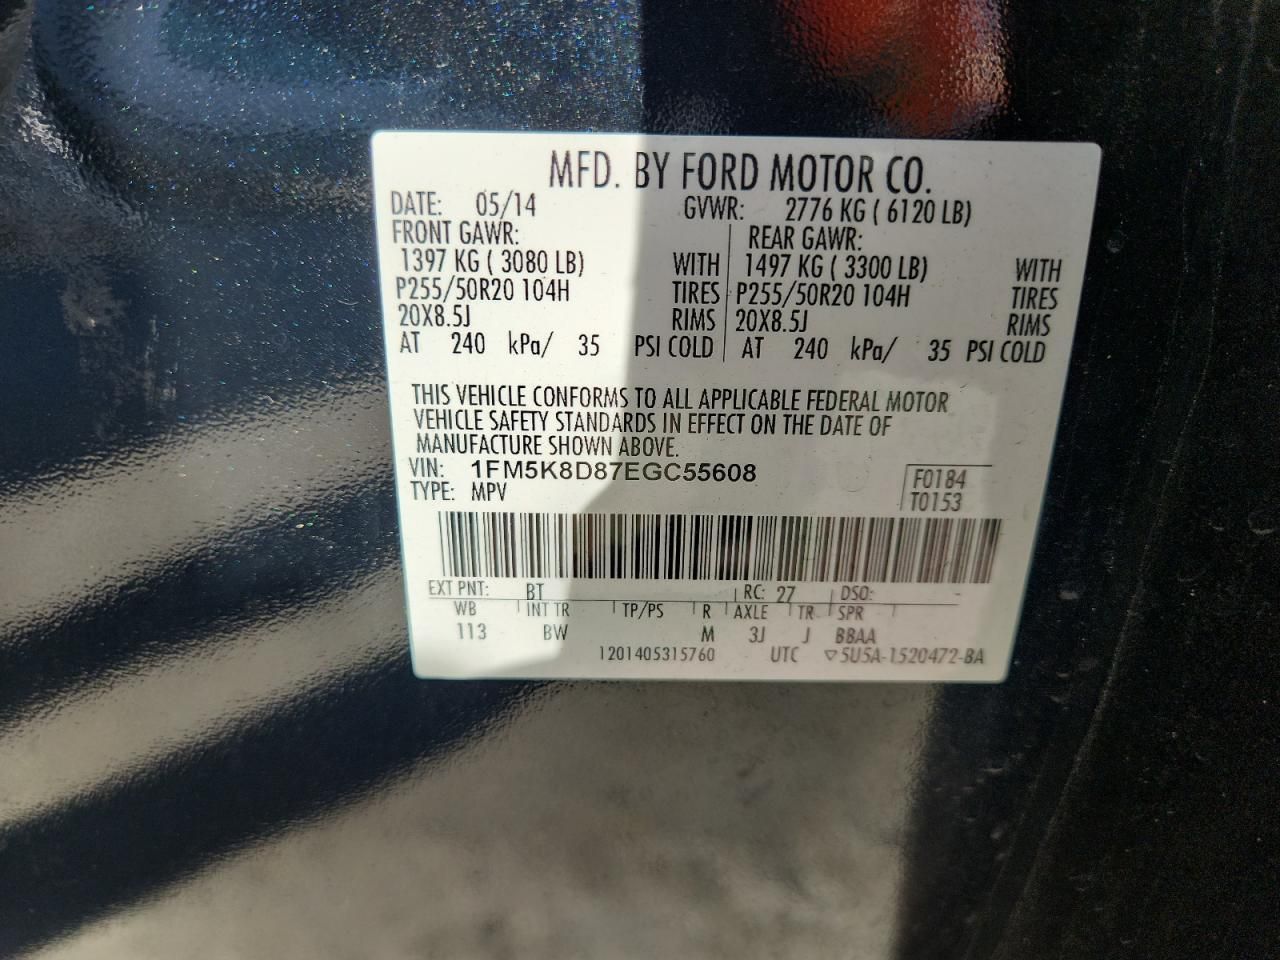 MFD. BY FORD MOTOR CO.
DATE: 05/14 GVWR: 2776 KG ( 6120 LB)
FRONT GAWR: REAR GAWR:
1397 KG ( 3080 LB) WITH 1497 KG ( 3300 LB) WITH
P255/50R20 104H TIRES P255/50R20 104H TIRES
20X8.5J RIMS 20X8.5J RIMS
AT 240 kPa/ 35 PSI COLD AT 240 kPa/ 35 PSI COLD
THIS VEHICLE CONFORMS TO ALL APPLICABLE FEDERAL MOTOR
VEHICLE SAFETY STANDARDS IN EFFECT ON THE DATE OF
MANUFACTURE SHOWN ABOVE.
VIN: 1FM5K8D87EGC55608 F0184
TYPE: MPV T0153
EXT PNT: BT RC: 27 DSO:
WB INT TR TP/PS R AXLE TR SPR
113 BW M 3J J BBAA
1201405315760 UTC ▽5U5A-1520472-BA